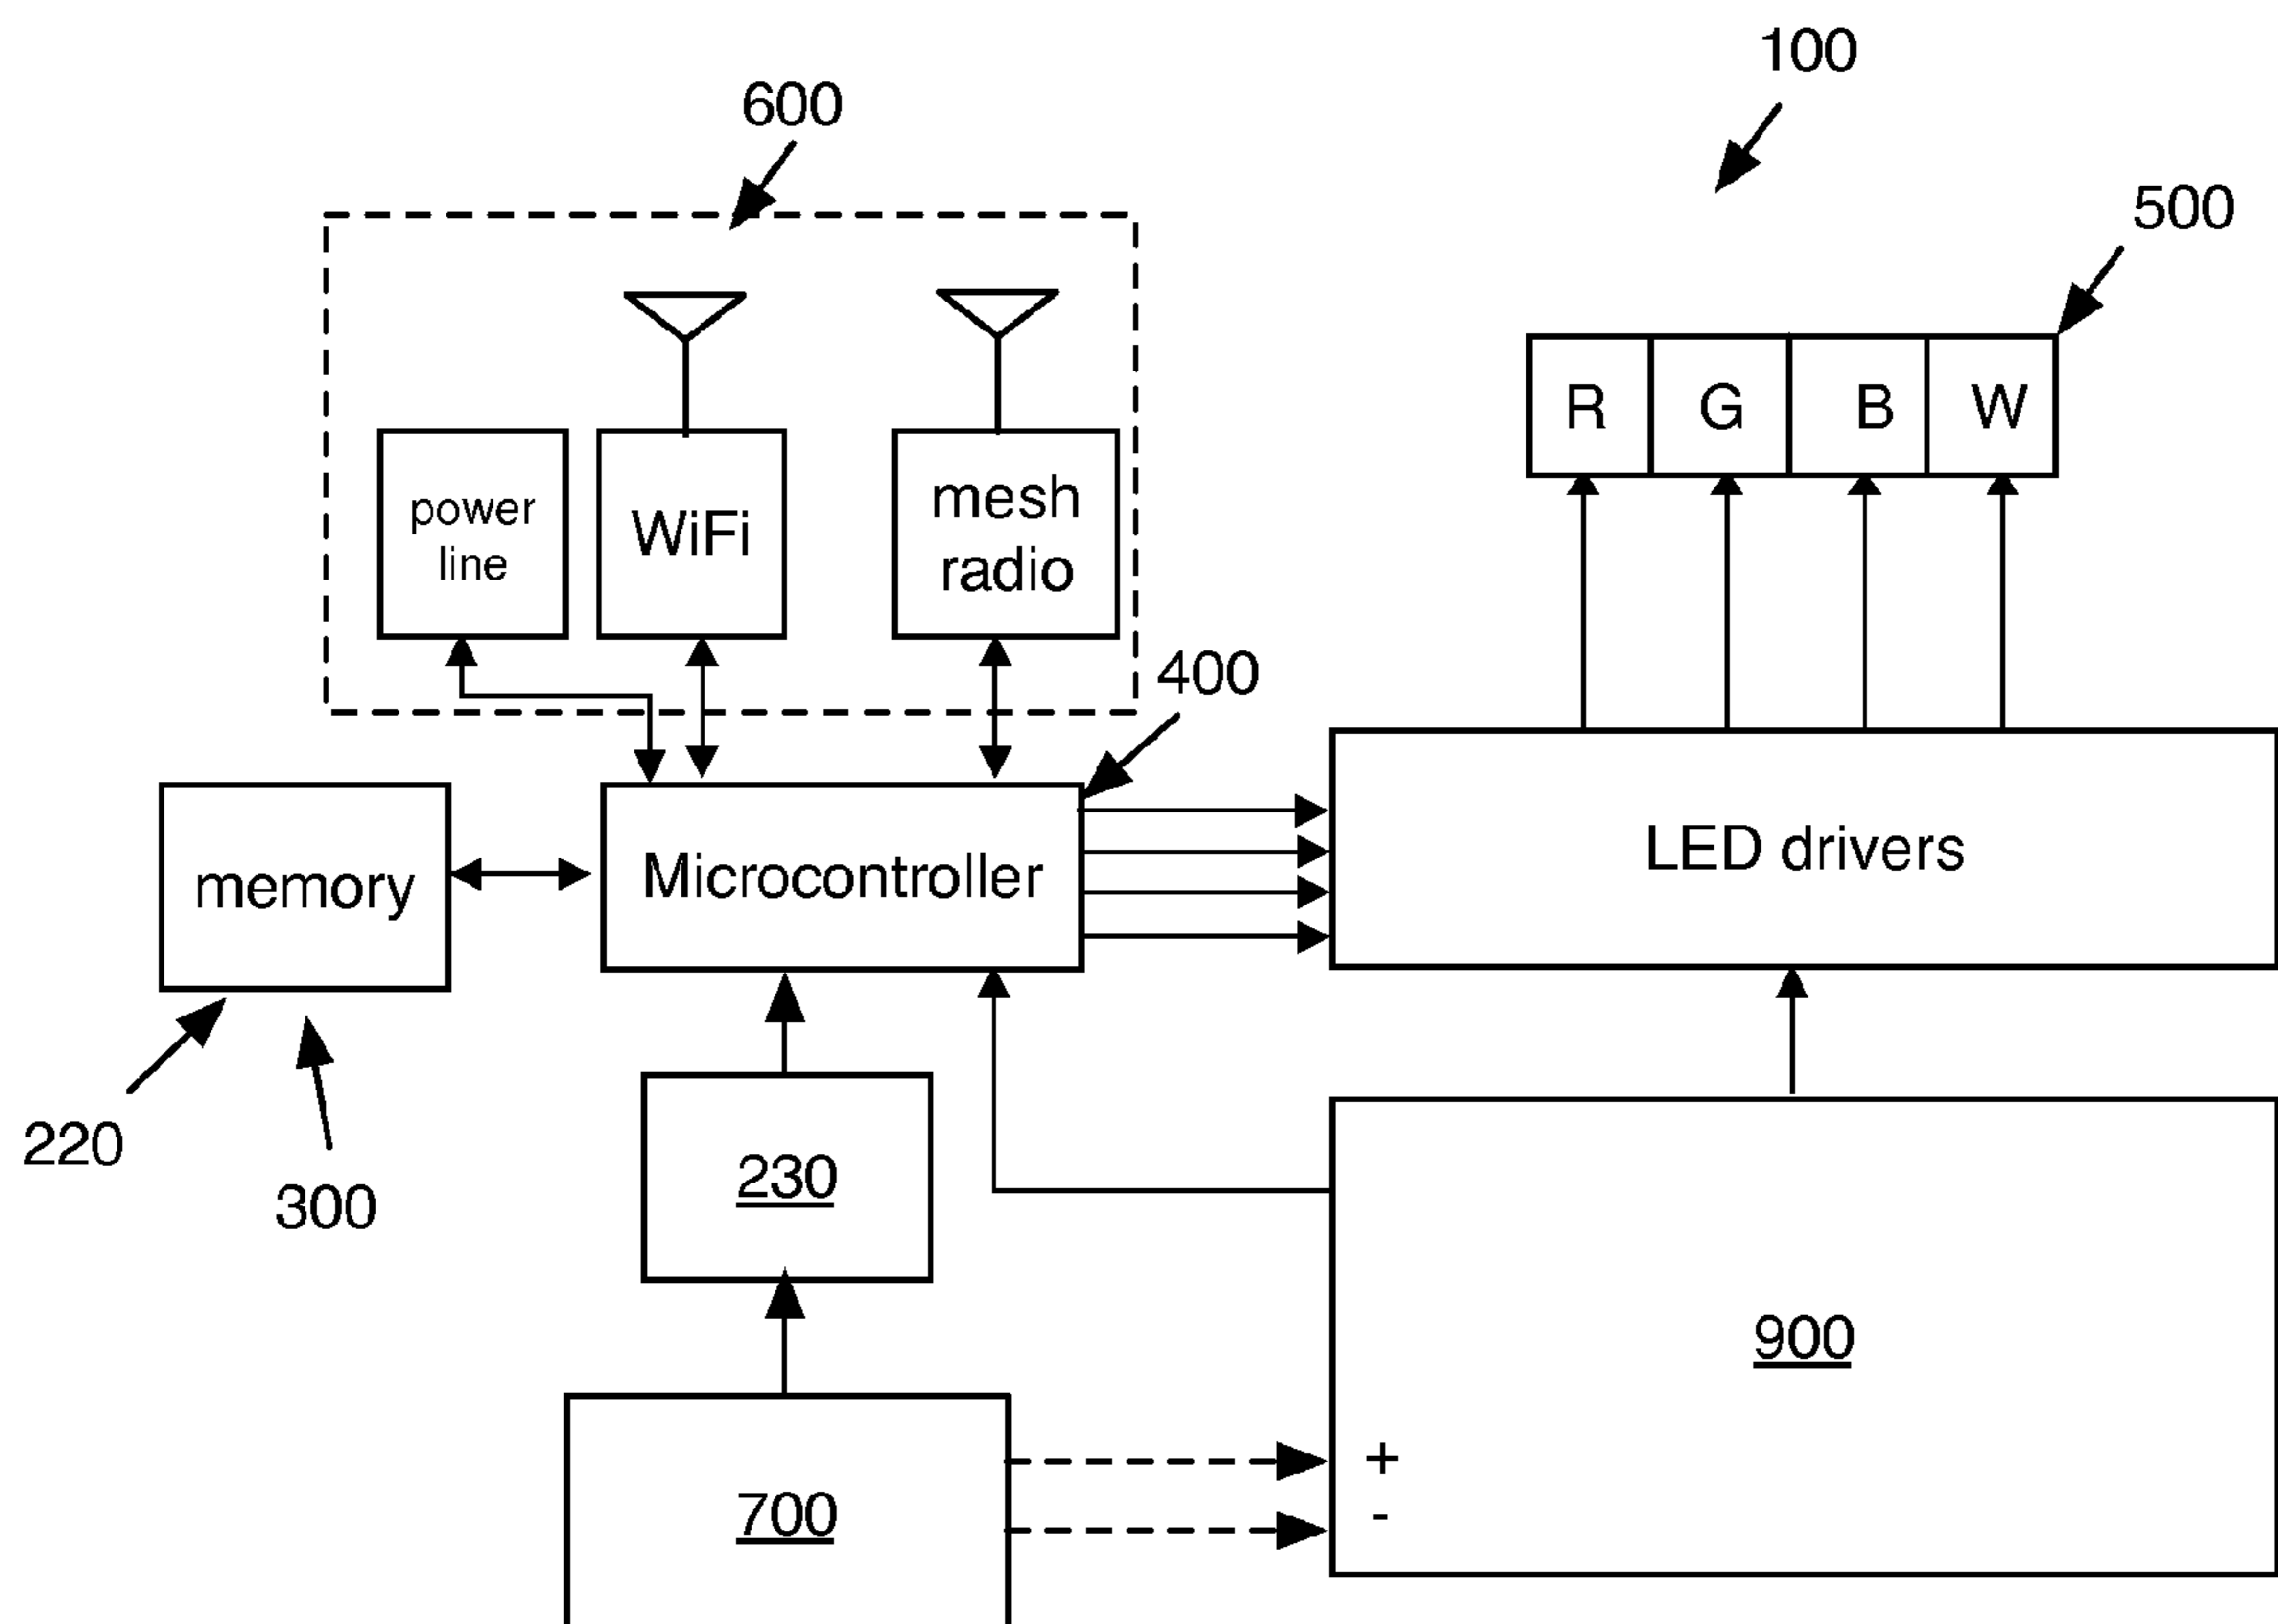 100
600
500
R G B W
power
line
WiFi
mesh
radio
400
memory
Microcontroller
LED drivers
220
300
230
900
+
-
700